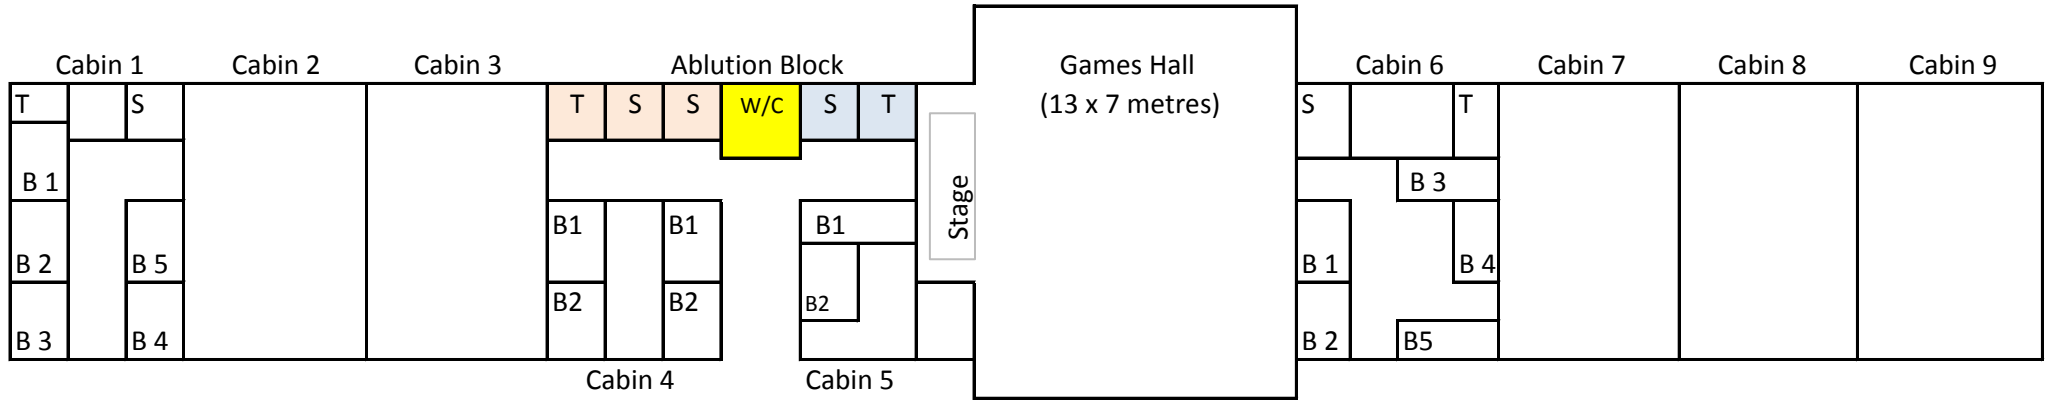 Cabin 1
Cabin 2
Cabin 3
Ablution Block
Games Hall
(13 x 7 metres)
Cabin 6
Cabin 7
Cabin 8
Cabin 9
T
S
T
S
S
W/C
S
T
S
T
B 1
B 2
B 3
B 5
B 4
B1
B2
B1
B2
B1
B2
Stage
B 3
B 1
B 4
B 2
B5
Cabin 4
Cabin 5